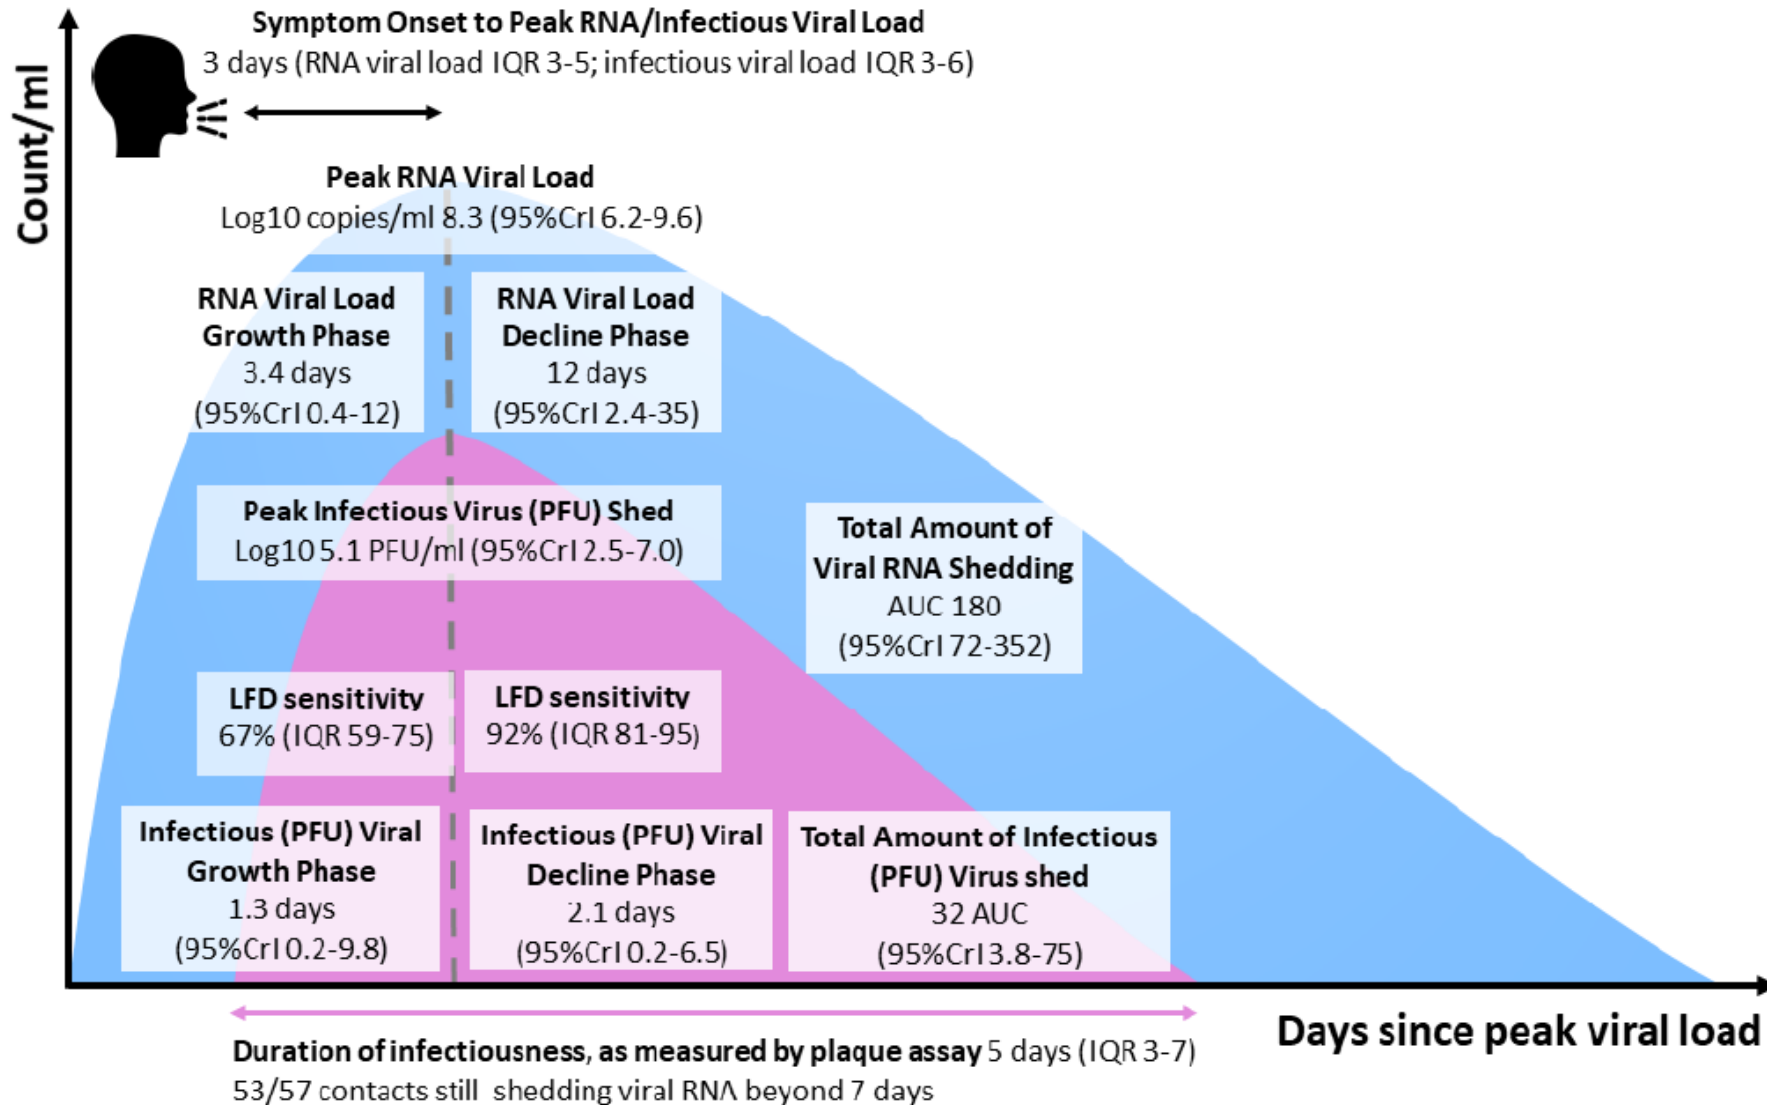 Symptom Onset to Peak RNA/Infectious Viral Load
3 days (RNA viral load IQR 3-5; infectious viral load IQR 3-6)
Count/ml
Peak RNA Viral Load
Log10 copies/ml 8.3 (95%CrI 6.2-9.6)
RNA Viral Load
Growth Phase
3.4 days
(95%CrI 0.4-12)
RNA Viral Load
Decline Phase
12 days
(95%CrI 2.4-35)
Peak Infectious Virus (PFU) Shed
Log10 5.1 PFU/ml (95%CrI 2.5-7.0)
Total Amount of
Viral RNA Shedding
AUC 180
(95%CrI 72-352)
LFD sensitivity
67% (IQR 59-75)
LFD sensitivity
92% (IQR 81-95)
Infectious (PFU) Viral
Growth Phase
1.3 days
(95%CrI 0.2-9.8)
Infectious (PFU) Viral
Decline Phase
2.1 days
(95%CrI 0.2-6.5)
Total Amount of Infectious
(PFU) Virus shed
32 AUC
(95%CrI 3.8-75)
Days since peak viral load
Duration of infectiousness, as measured by plaque assay 5 days (IQR 3-7)
53/57 contacts still shedding viral RNA beyond 7 days